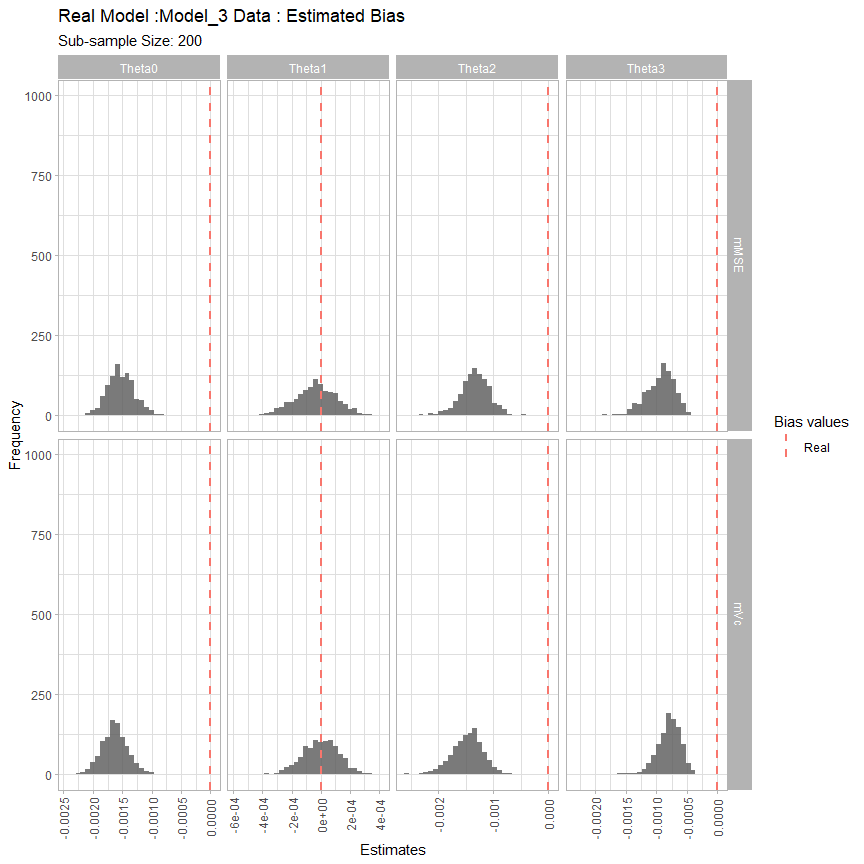 Real Model :Model_3 Data : Estimated Bias
Sub-sample Size: 200
Theta0 Theta1 Theta2 Theta3
1000
750
500
250
0
mMSE
1000
750
500
250
0
mVc
Frequency
-0.0025 -0.0020 -0.0015 -0.0010 -0.0005 0.0000 -6e-04 -4e-04 -2e-04 0e+00 2e-04 4e-04 -0.002 -0.001 0.000 -0.0020 -0.0015 -0.0010 -0.0005 0.0000
Estimates
Bias values
Real